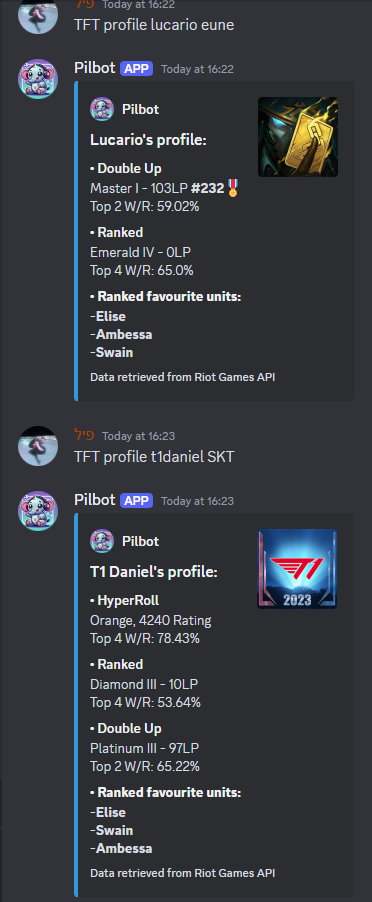 פיל Today at 16:22
TFT profile lucario eune
Pilbot APP Today at 16:22
Pilbot
Lucario's profile:
• Double Up
Master I - 103LP #232🎖️
Top 2 W/R: 59.02%
• Ranked
Emerald IV - 0LP
Top 4 W/R: 65.0%
• Ranked favourite units:
-Elise
-Ambessa
-Swain
Data retrieved from Riot Games API
פיל Today at 16:23
TFT profile t1daniel SKT
Pilbot APP Today at 16:23
Pilbot
T1 Daniel's profile:
T1
2023
• HyperRoll
Orange, 4240 Rating
Top 4 W/R: 78.43%
• Ranked
Diamond III - 10LP
Top 4 W/R: 53.64%
• Double Up
Platinum III - 97LP
Top 2 W/R: 65.22%
• Ranked favourite units:
-Elise
-Swain
-Ambessa
Data retrieved from Riot Games API